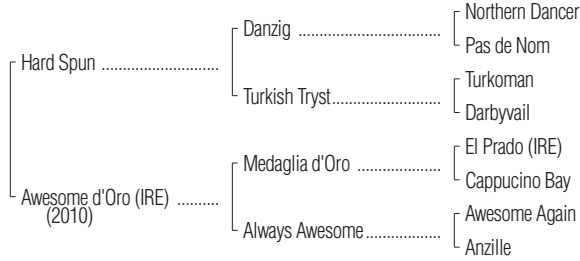 Northern Dancer
Danzig
Pas de Nom
Hard Spun
Turkoman
Turkish Tryst
Darbyvail
El Prado (IRE)
Medaglia d'Oro
Cappucino Bay
Awesome d'Oro (IRE)
(2010)
Awesome Again
Always Awesome
Anzille